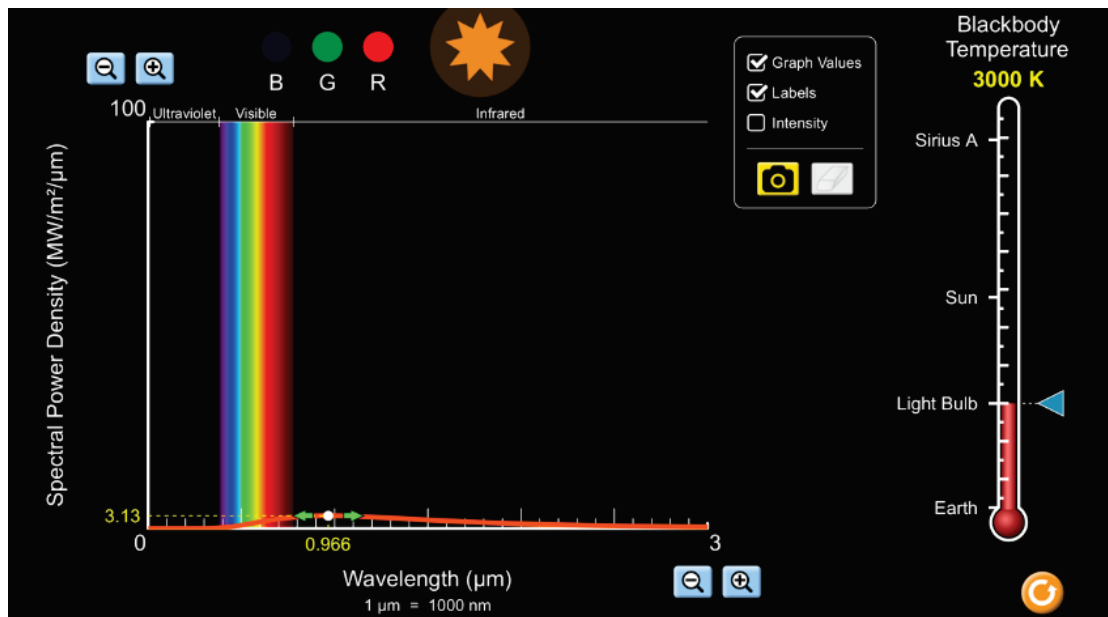 Blackbody
Temperature
3000 K
B G R
Graph Values
Labels
Intensity
100
Ultraviolet Visible Infrared
Spectral Power Density (MW/m²/µm)
3.13
0
0.966
3
Wavelength (µm)
1 µm = 1000 nm
Sirius A
Sun
Light Bulb
Earth